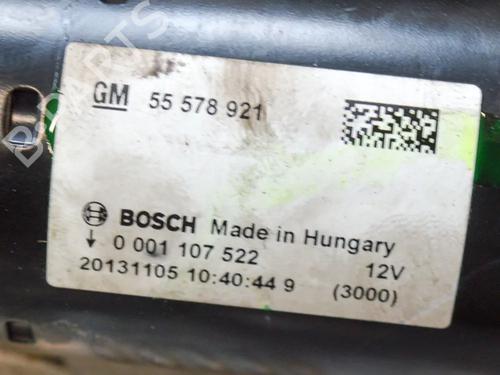 GM 55 578 921
BOSCH Made in Hungary
0 001 107 522 12V
20131105 10:40:44 9 (3000)